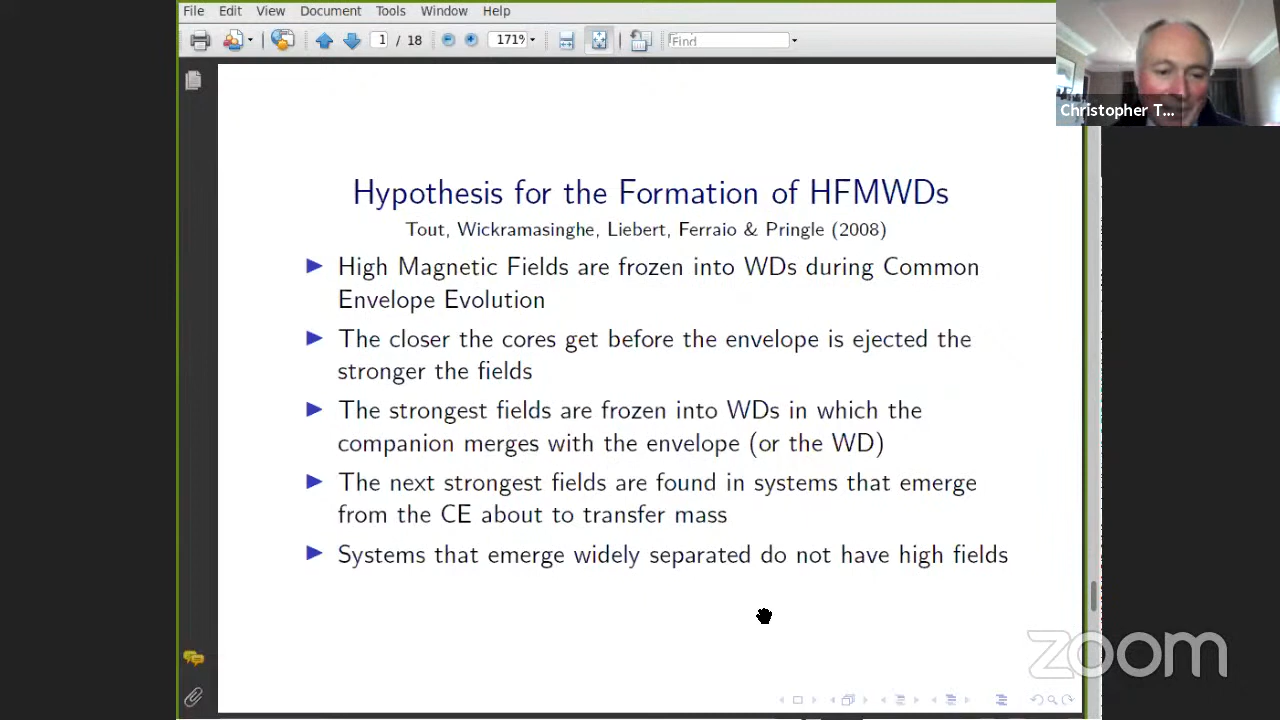 File Edit View Document Tools Window Help
1 / 18 171% Find
Christopher T...
Hypothesis for the Formation of HFMWDs
Tout, Wickramasinghe, Liebert, Ferraio & Pringle (2008)
High Magnetic Fields are frozen into WDs during Common
Envelope Evolution
The closer the cores get before the envelope is ejected the
stronger the fields
The strongest fields are frozen into WDs in which the
companion merges with the envelope (or the WD)
The next strongest fields are found in systems that emerge
from the CE about to transfer mass
Systems that emerge widely separated do not have high fields
zoom